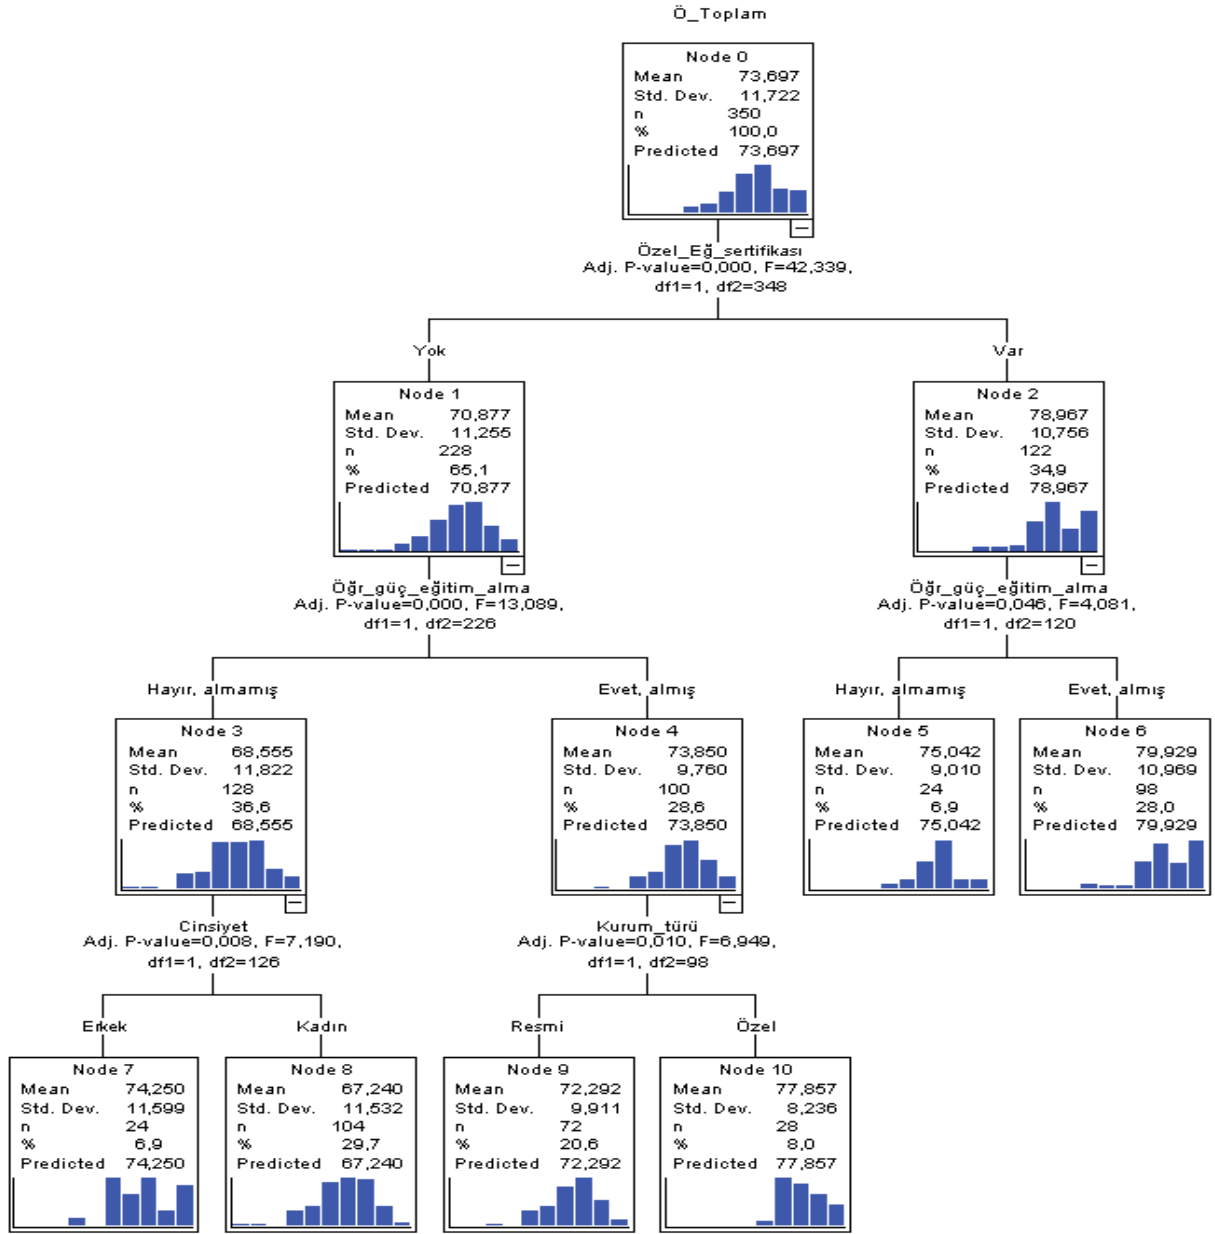 Ö_Toplam
Node 0
Mean 73,697
Std. Dev. 11,722
n 350
% 100,0
Predicted 73,697
Özel_Eğ_sertifikası
Adj. P-value=0,000, F=42,339,
df1=1, df2=348
Yok
Var
Node 1
Mean 70,877
Std. Dev. 11,255
n 228
% 65,1
Predicted 70,877
Node 2
Mean 78,967
Std. Dev. 10,756
n 122
% 34,9
Predicted 78,967
Öğr_güç_eğitim_alma
Adj. P-value=0,000, F=13,089,
df1=1, df2=226
Öğr_güç_eğitim_alma
Adj. P-value=0,046, F=4,081,
df1=1, df2=120
Hayır, almamış
Evet, almış
Hayır, almamış
Evet, almış
Node 3
Mean 68,555
Std. Dev. 11,822
n 128
% 36,6
Predicted 68,555
Node 4
Mean 73,850
Std. Dev. 9,760
n 100
% 28,6
Predicted 73,850
Node 5
Mean 75,042
Std. Dev. 9,010
n 24
% 6,9
Predicted 75,042
Node 6
Mean 79,929
Std. Dev. 10,969
n 98
% 28,0
Predicted 79,929
Cinsiyet
Adj. P-value=0,008, F=7,190,
df1=1, df2=126
Kurum_türü
Adj. P-value=0,010, F=6,949,
df1=1, df2=98
Erkek
Kadın
Resmi
Özel
Node 7
Mean 74,250
Std. Dev. 11,599
n 24
% 6,9
Predicted 74,250
Node 8
Mean 67,240
Std. Dev. 11,532
n 104
% 29,7
Predicted 67,240
Node 9
Mean 72,292
Std. Dev. 9,911
n 72
% 20,6
Predicted 72,292
Node 10
Mean 77,857
Std. Dev. 8,236
n 28
% 8,0
Predicted 77,857